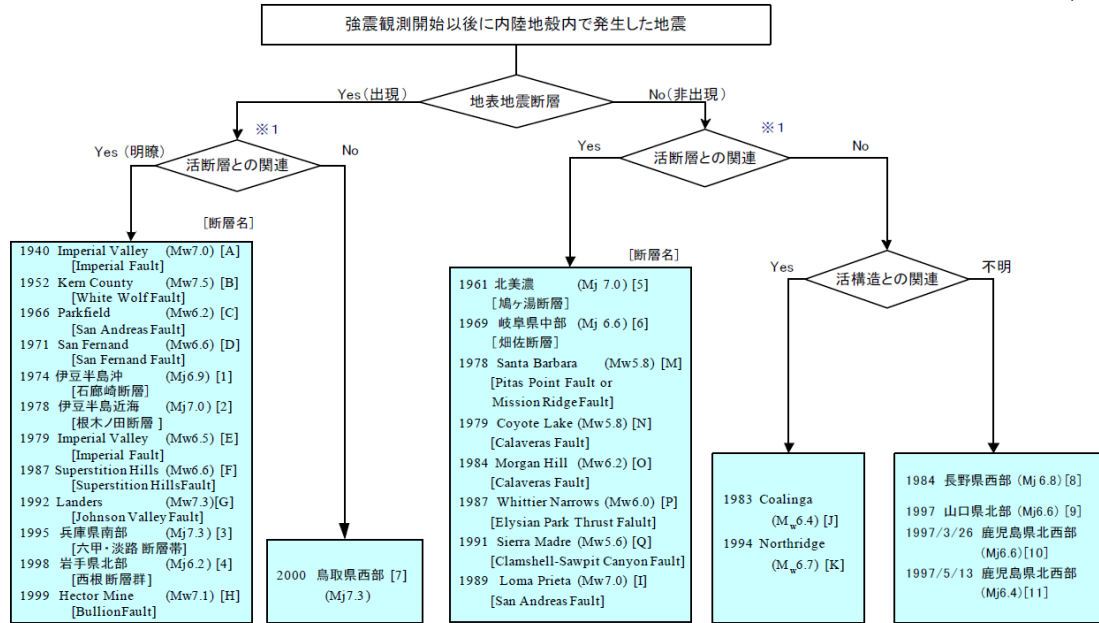 強震観測開始以後に内陸地殻内で発生した地震
地表地震断層
Yes(出現)
No(非出現)
※1
活断層との関連
Yes (明瞭)
No
※1
活断層との関連
Yes
No
[断層名]
1940 Imperial Valley (Mw7.0) [A]
[Imperial Fault]
1952 Kern County (Mw7.5) [B]
[White Wolf Fault]
1966 Parkfield (Mw6.2) [C]
[San Andreas Fault]
1971 San Fernand (Mw6.6) [D]
[San Fernand Fault]
1974 伊豆半島沖 (Mj6.9) [1]
[石廊崎断層]
1978 伊豆半島近海 (Mj7.0) [2]
[根木ノ田断層 ]
1979 Imperial Valley (Mw6.5) [E]
[Imperial Fault]
1987 Superstition Hills (Mw6.6) [F]
[Superstition HillsFault]
1992 Landers (Mw7.3)[G]
[Johnson Valley Fault]
1995 兵庫県南部 (Mj7.3) [3]
[六甲・淡路 断層帯]
1998 岩手県北部 (Mj6.2) [4]
[西根 断層群]
1999 Hector Mine (Mw7.1) [H]
[BullionFault]
2000 鳥取県西部 [7]
(Mj7.3)
[断層名]
1961 北美濃 (Mj 7.0) [5]
[鳩ヶ湯断層]
1969 岐阜県中部 (Mj 6.6) [6]
[畑佐断層]
1978 Santa Barbara (Mw5.8) [M]
[Pitas Point Fault or
Mission Ridge Fault]
1979 Coyote Lake (Mw5.8) [N]
[Calaveras Fault]
1984 Morgan Hill (Mw6.2) [O]
[Calaveras Fault]
1987 Whittier Narrows (Mw6.0) [P]
[Elysian Park Thrust Falult]
1991 Sierra Madre (Mw5.6) [Q]
[Clamshell-Sawpit Canyon Fault]
1989 Loma Prieta (Mw7.0) [I]
[San Andreas Fault]
活構造との関連
Yes
不明
1983 Coalinga
(Mw6.4) [J]
1994 Northridge
(Mw6.7) [K]
1984 長野県西部 (Mj 6.8) [8]
1997 山口県北部 (Mj6.6) [9]
1997/3/26 鹿児島県北西部
(Mj6.6)[10]
1997/5/13 鹿児島県北西部
(Mj6.4)[11]